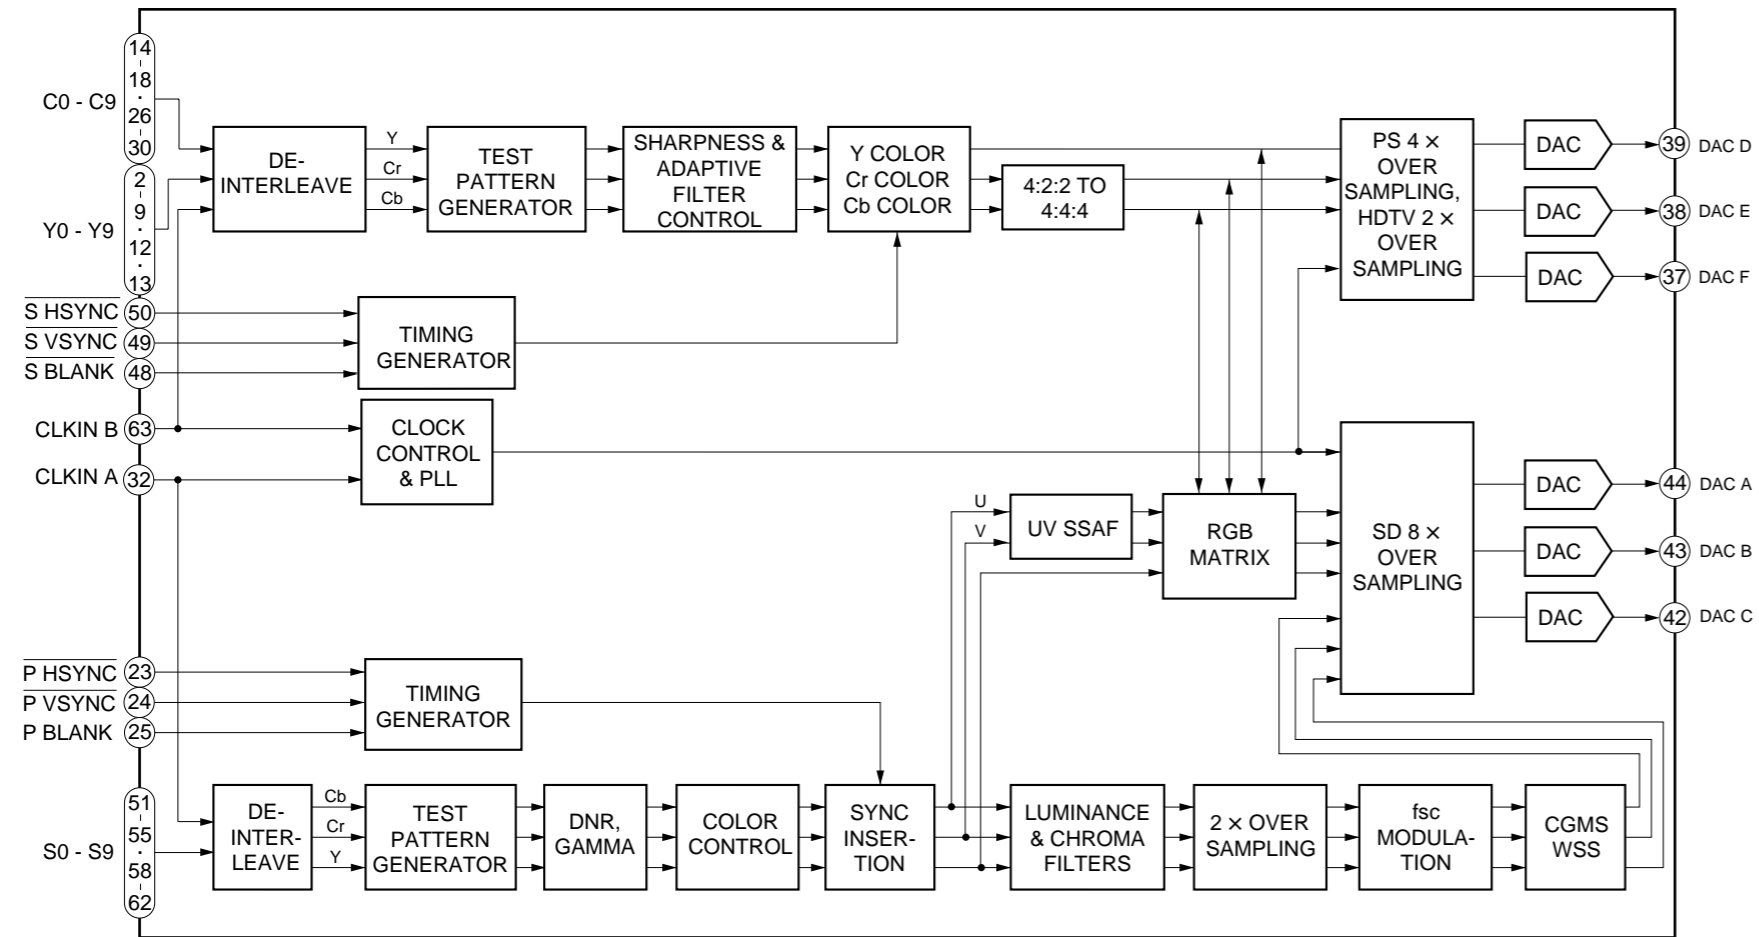 C0 - C9
14
18
26
30
Y0 - Y9
2
9
12
13
S HSYNC
50
S VSYNC
49
S BLANK
48
CLKIN B
63
CLKIN A
32
P HSYNC
23
P VSYNC
24
P BLANK
25
S0 - S9
51
55
58
62
DE-
INTERLEAVE
Y
Cr
Cb
TEST
PATTERN
GENERATOR
SHARPNESS &
ADAPTIVE
FILTER
CONTROL
Y COLOR
Cr COLOR
Cb COLOR
4:2:2 TO
4:4:4
PS 4 ×
OVER
SAMPLING,
HDTV 2 ×
OVER
SAMPLING
DAC
39
DAC D
DAC
38
DAC E
DAC
37
DAC F
TIMING
GENERATOR
CLOCK
CONTROL
& PLL
U
V
UV SSAF
RGB
MATRIX
SD 8 ×
OVER
SAMPLING
DAC
44
DAC A
DAC
43
DAC B
DAC
42
DAC C
TIMING
GENERATOR
DE-
INTER-
LEAVE
Cb
Cr
Y
TEST
PATTERN
GENERATOR
DNR,
GAMMA
COLOR
CONTROL
SYNC
INSER-
TION
LUMINANCE
& CHROMA
FILTERS
2 × OVER
SAMPLING
fsc
MODULA-
TION
CGMS
WSS